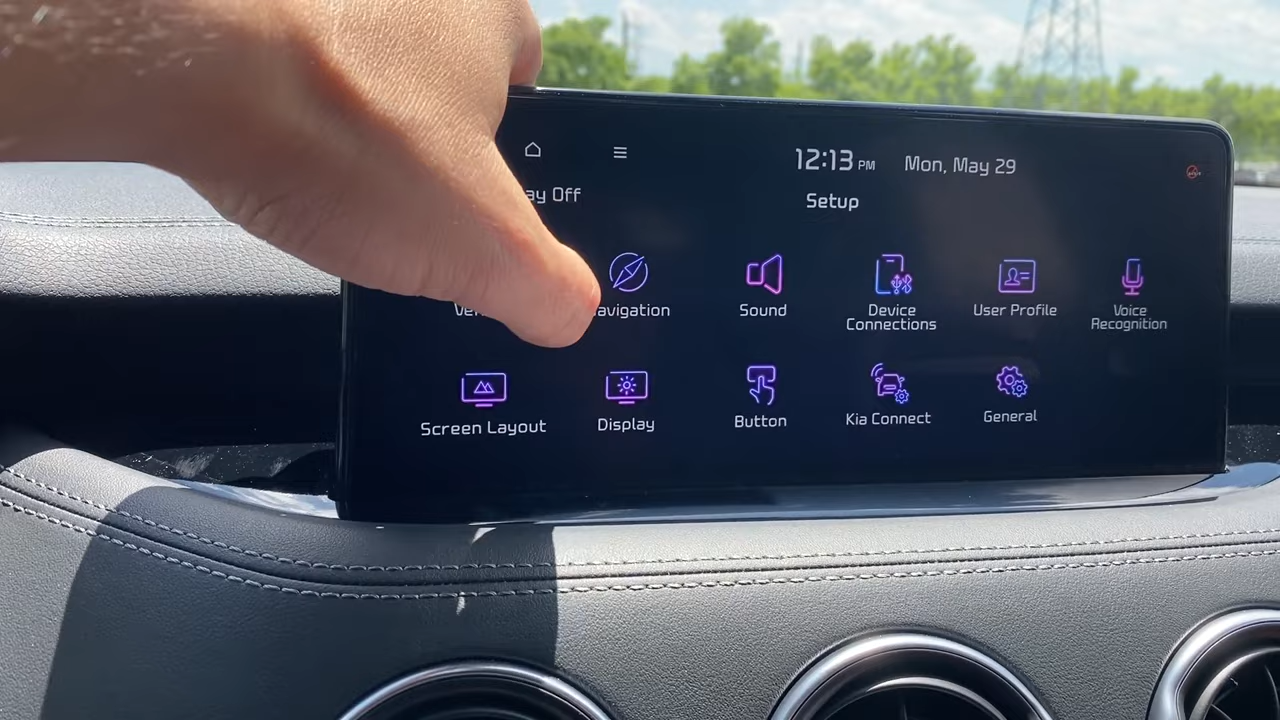 12:13 PM Mon, May 29
ay Off
Setup
avigation
Sound
Device
Connections
User Profile
Voice
Recognition
Screen Layout
Display
Button
Kia Connect
General